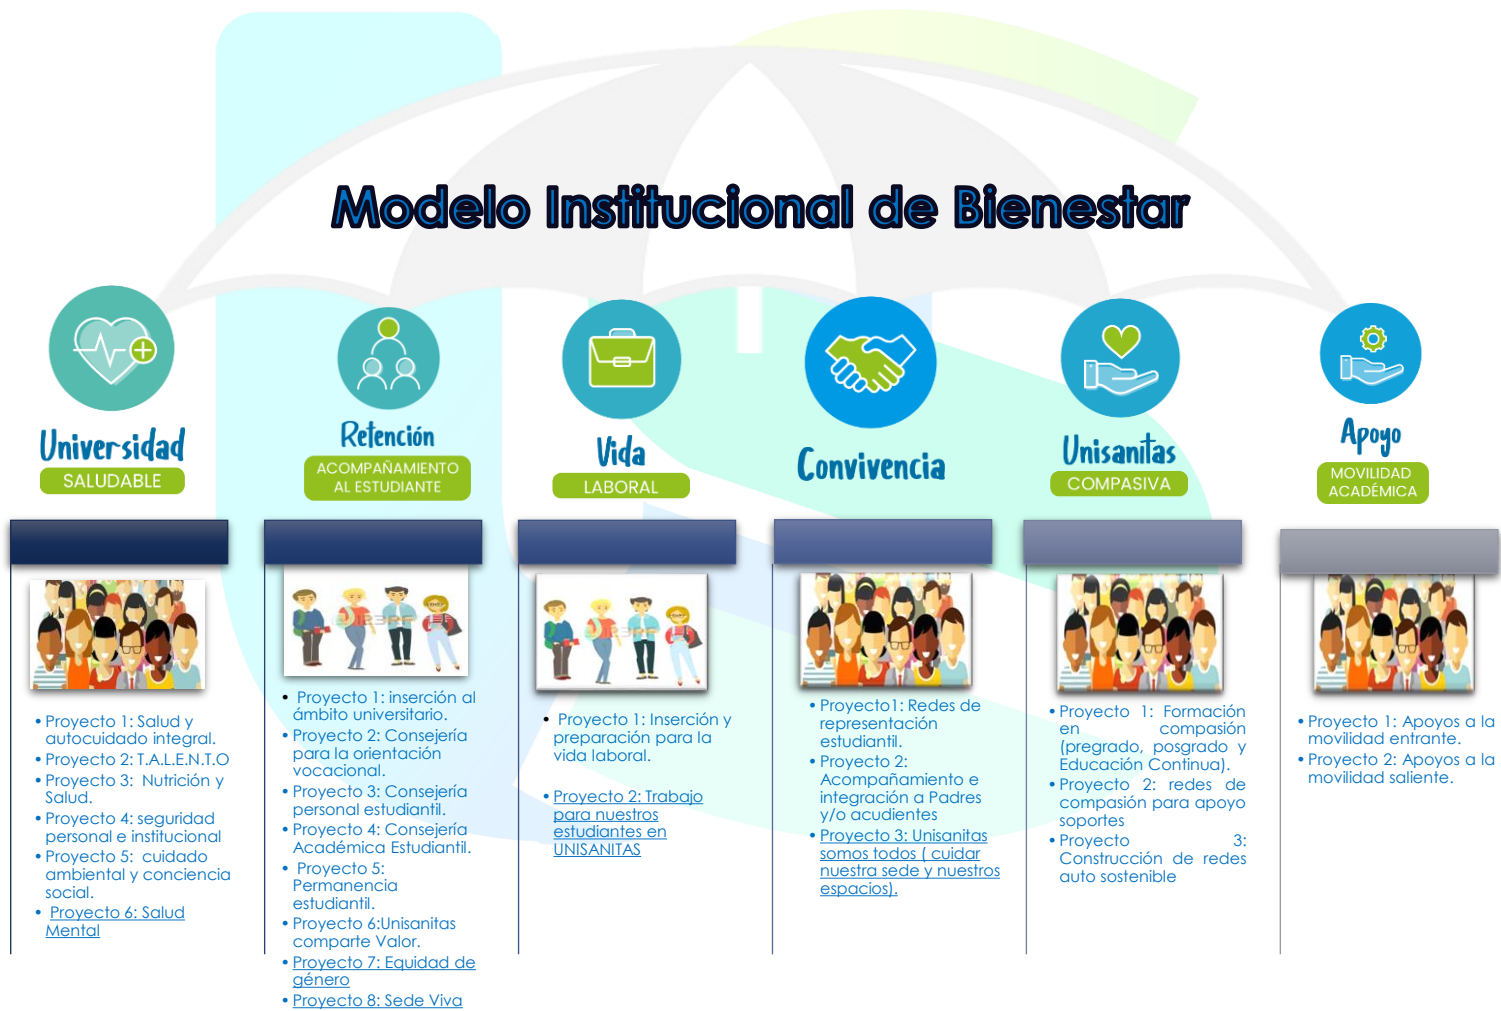 Modelo Institucional de Bienestar
Universidad
SALUDABLE
• Proyecto 1: Salud y
autocuidado integral.
• Proyecto 2: T.A.L.E.N.T.O
• Proyecto 3: Nutrición y
Salud.
• Proyecto 4: seguridad
personal e institucional
• Proyecto 5: cuidado
ambiental y conciencia
social.
• Proyecto 6: Salud
Mental
Retención
ACOMPAÑAMIENTO
AL ESTUDIANTE
• Proyecto 1: inserción al
ámbito universitario.
• Proyecto 2: Consejería
para la orientación
vocacional.
• Proyecto 3: Consejería
personal estudiantil.
• Proyecto 4: Consejería
Académica Estudiantil.
• Proyecto 5:
Permanencia
estudiantil.
• Proyecto 6:Unisanitas
comparte Valor.
• Proyecto 7: Equidad de
género
• Proyecto 8: Sede Viva
Vida
LABORAL
• Proyecto 1: Inserción y
preparación para la
vida laboral.
• Proyecto 2: Trabajo
para nuestros
estudiantes en
UNISANITAS
Convivencia
• Proyecto1: Redes de
representación
estudiantil.
• Proyecto 2:
Acompañamiento e
integración a Padres
y/o acudientes
• Proyecto 3: Unisanitas
somos todos ( cuidar
nuestra sede y nuestros
espacios).
Unisanitas
COMPASIVA
• Proyecto 1: Formación
en compasión
(pregrado, posgrado y
Educación Continua).
• Proyecto 2: redes de
compasión para apoyo
soportes
• Proyecto 3:
Construcción de redes
auto sostenible
Apoyo
MOVILIDAD
ACADÉMICA
• Proyecto 1: Apoyos a la
movilidad entrante.
• Proyecto 2: Apoyos a la
movilidad saliente.